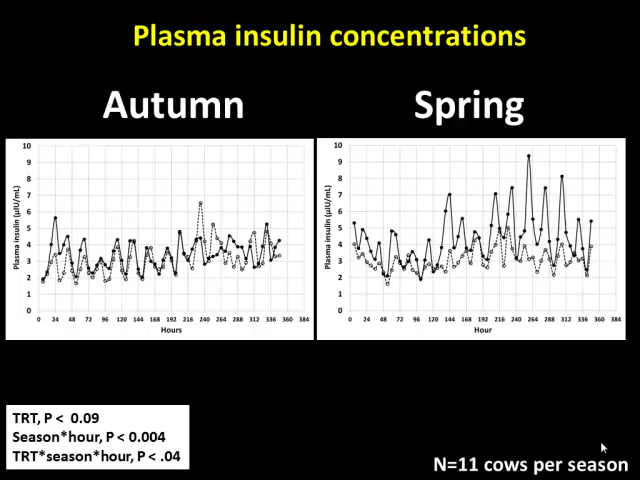 Plasma insulin concentrations
Autumn
Spring
Plasma insulin (µIU/mL)
10
9
8
7
6
5
4
3
2
1
0
0 24 48 72 96 120 144 168 192 216 240 264 288 312 336 360 384
Hours
Plasma insulin (µIU/mL)
10
9
8
7
6
5
4
3
2
1
0
0 24 48 72 96 120 144 168 192 216 240 264 288 312 336 360 384
Hour
TRT, P < 0.09
Season*hour, P < 0.004
TRT*season*hour, P < .04
N=11 cows per season